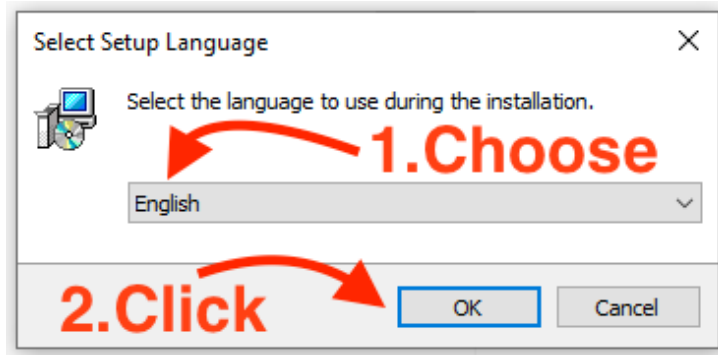 Select Setup Language
Select the language to use during the installation.
1.Choose
English
2.Click
OK
Cancel